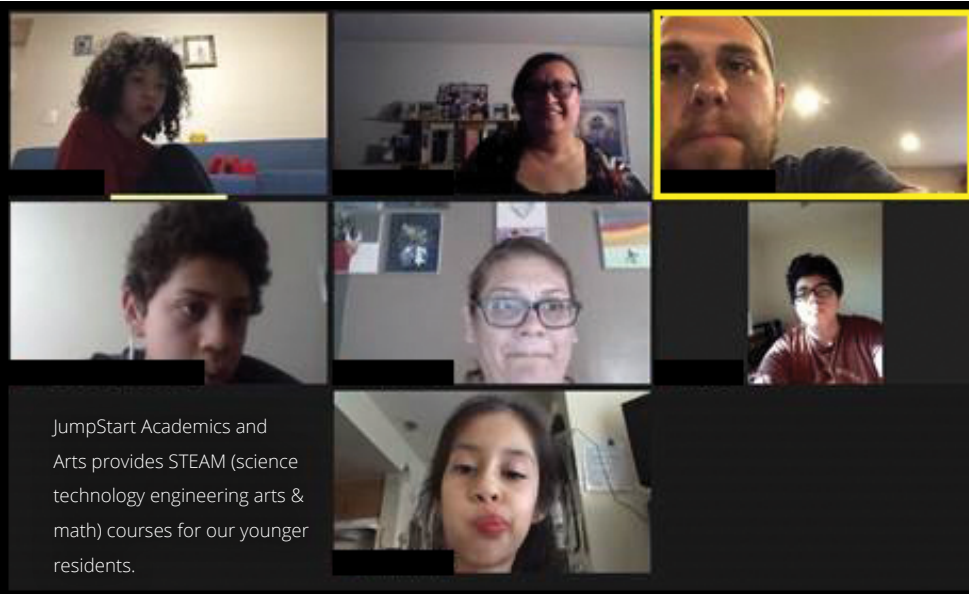 JumpStart Academics and
Arts provides STEAM (science
technology engineering arts &
math) courses for our younger
residents.